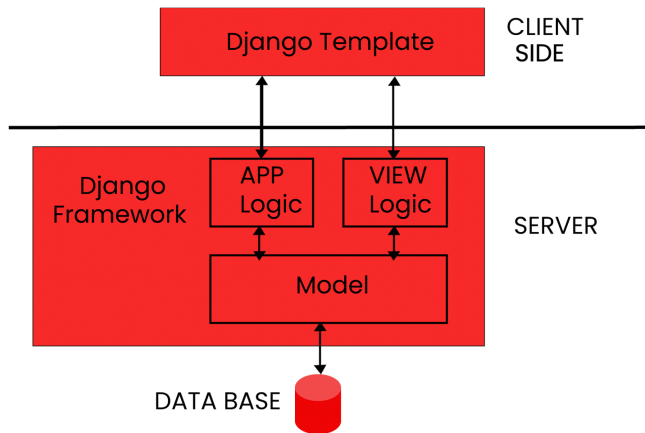 Django Template
CLIENT
SIDE
Django
Framework
APP
Logic
VIEW
Logic
Model
SERVER
DATA BASE